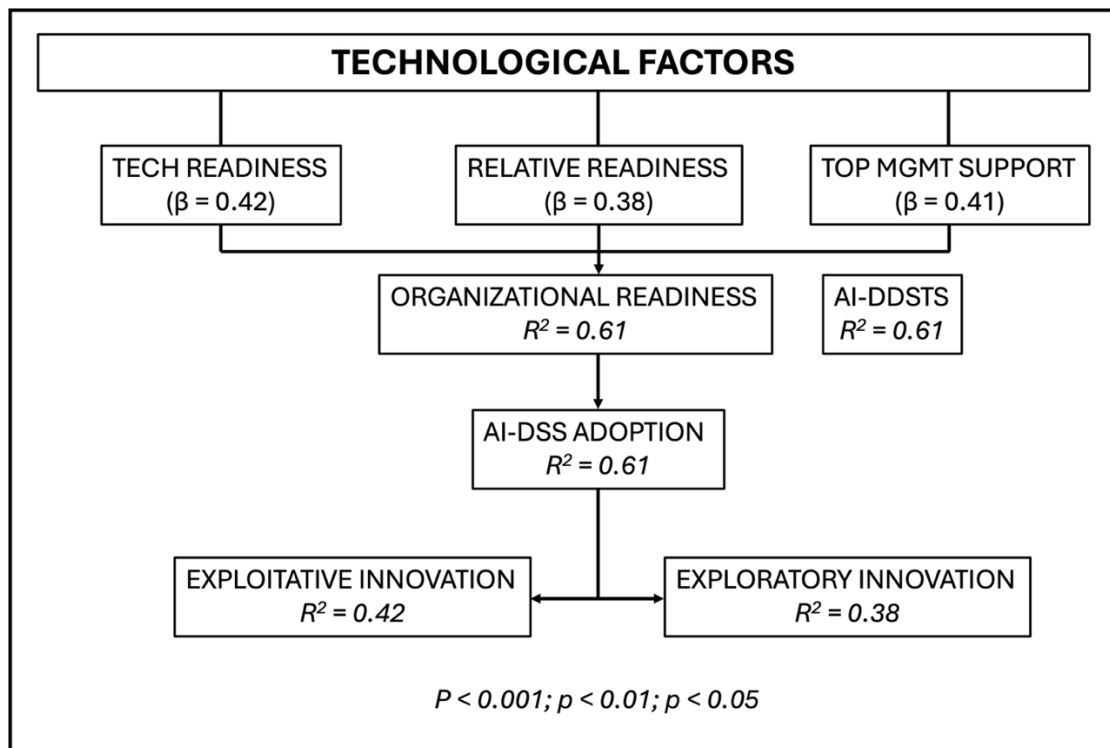 TECHNOLOGICAL FACTORS
TECH READINESS
(β = 0.42)
RELATIVE READINESS
(β = 0.38)
TOP MGMT SUPPORT
(β = 0.41)
ORGANIZATIONAL READINESS
R² = 0.61
AI-DDSTS
R² = 0.61
AI-DSS ADOPTION
R² = 0.61
EXPLOITATIVE INNOVATION
R² = 0.42
EXPLORATORY INNOVATION
R² = 0.38
P < 0.001; p < 0.01; p < 0.05